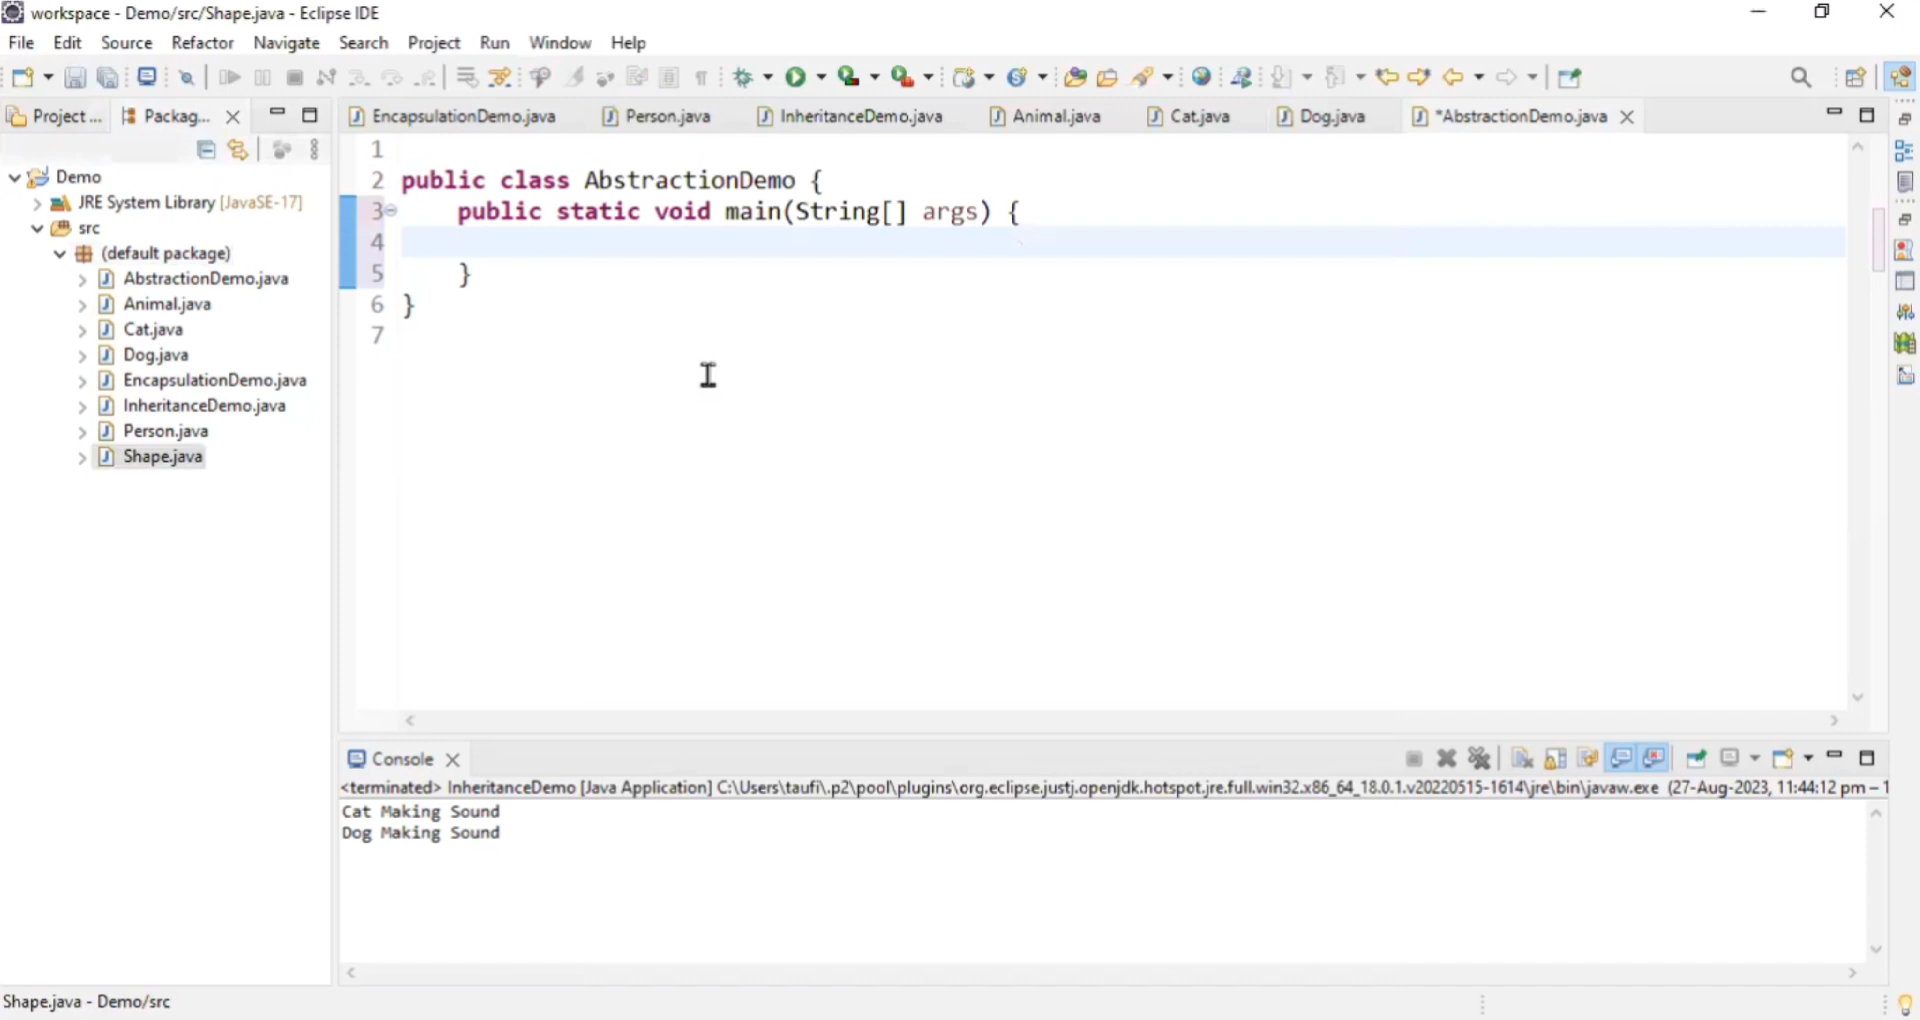 workspace - Demo/src/Shape.java - Eclipse IDE
File Edit Source Refactor Navigate Search Project Run Window Help
Project ... Packag...
EncapsulationDemo.java Person.java InheritanceDemo.java Animal.java Cat.java Dog.java *AbstractionDemo.java
Demo
JRE System Library [JavaSE-17]
src
(default package)
AbstractionDemo.java
Animal.java
Cat.java
Dog.java
EncapsulationDemo.java
InheritanceDemo.java
Person.java
Shape.java
1
2 public class AbstractionDemo {
3 public static void main(String[] args) {
4
5 }
6 }
7
Console
<terminated> InheritanceDemo [Java Application] C:\Users\taufi\.p2\pool\plugins\org.eclipse.justj.openjdk.hotspot.jre.full.win32.x86_64_18.0.1.v20220515-1614\jre\bin\javaw.exe (27-Aug-2023, 11:44:12 pm – 1
Cat Making Sound
Dog Making Sound
Shape.java - Demo/src